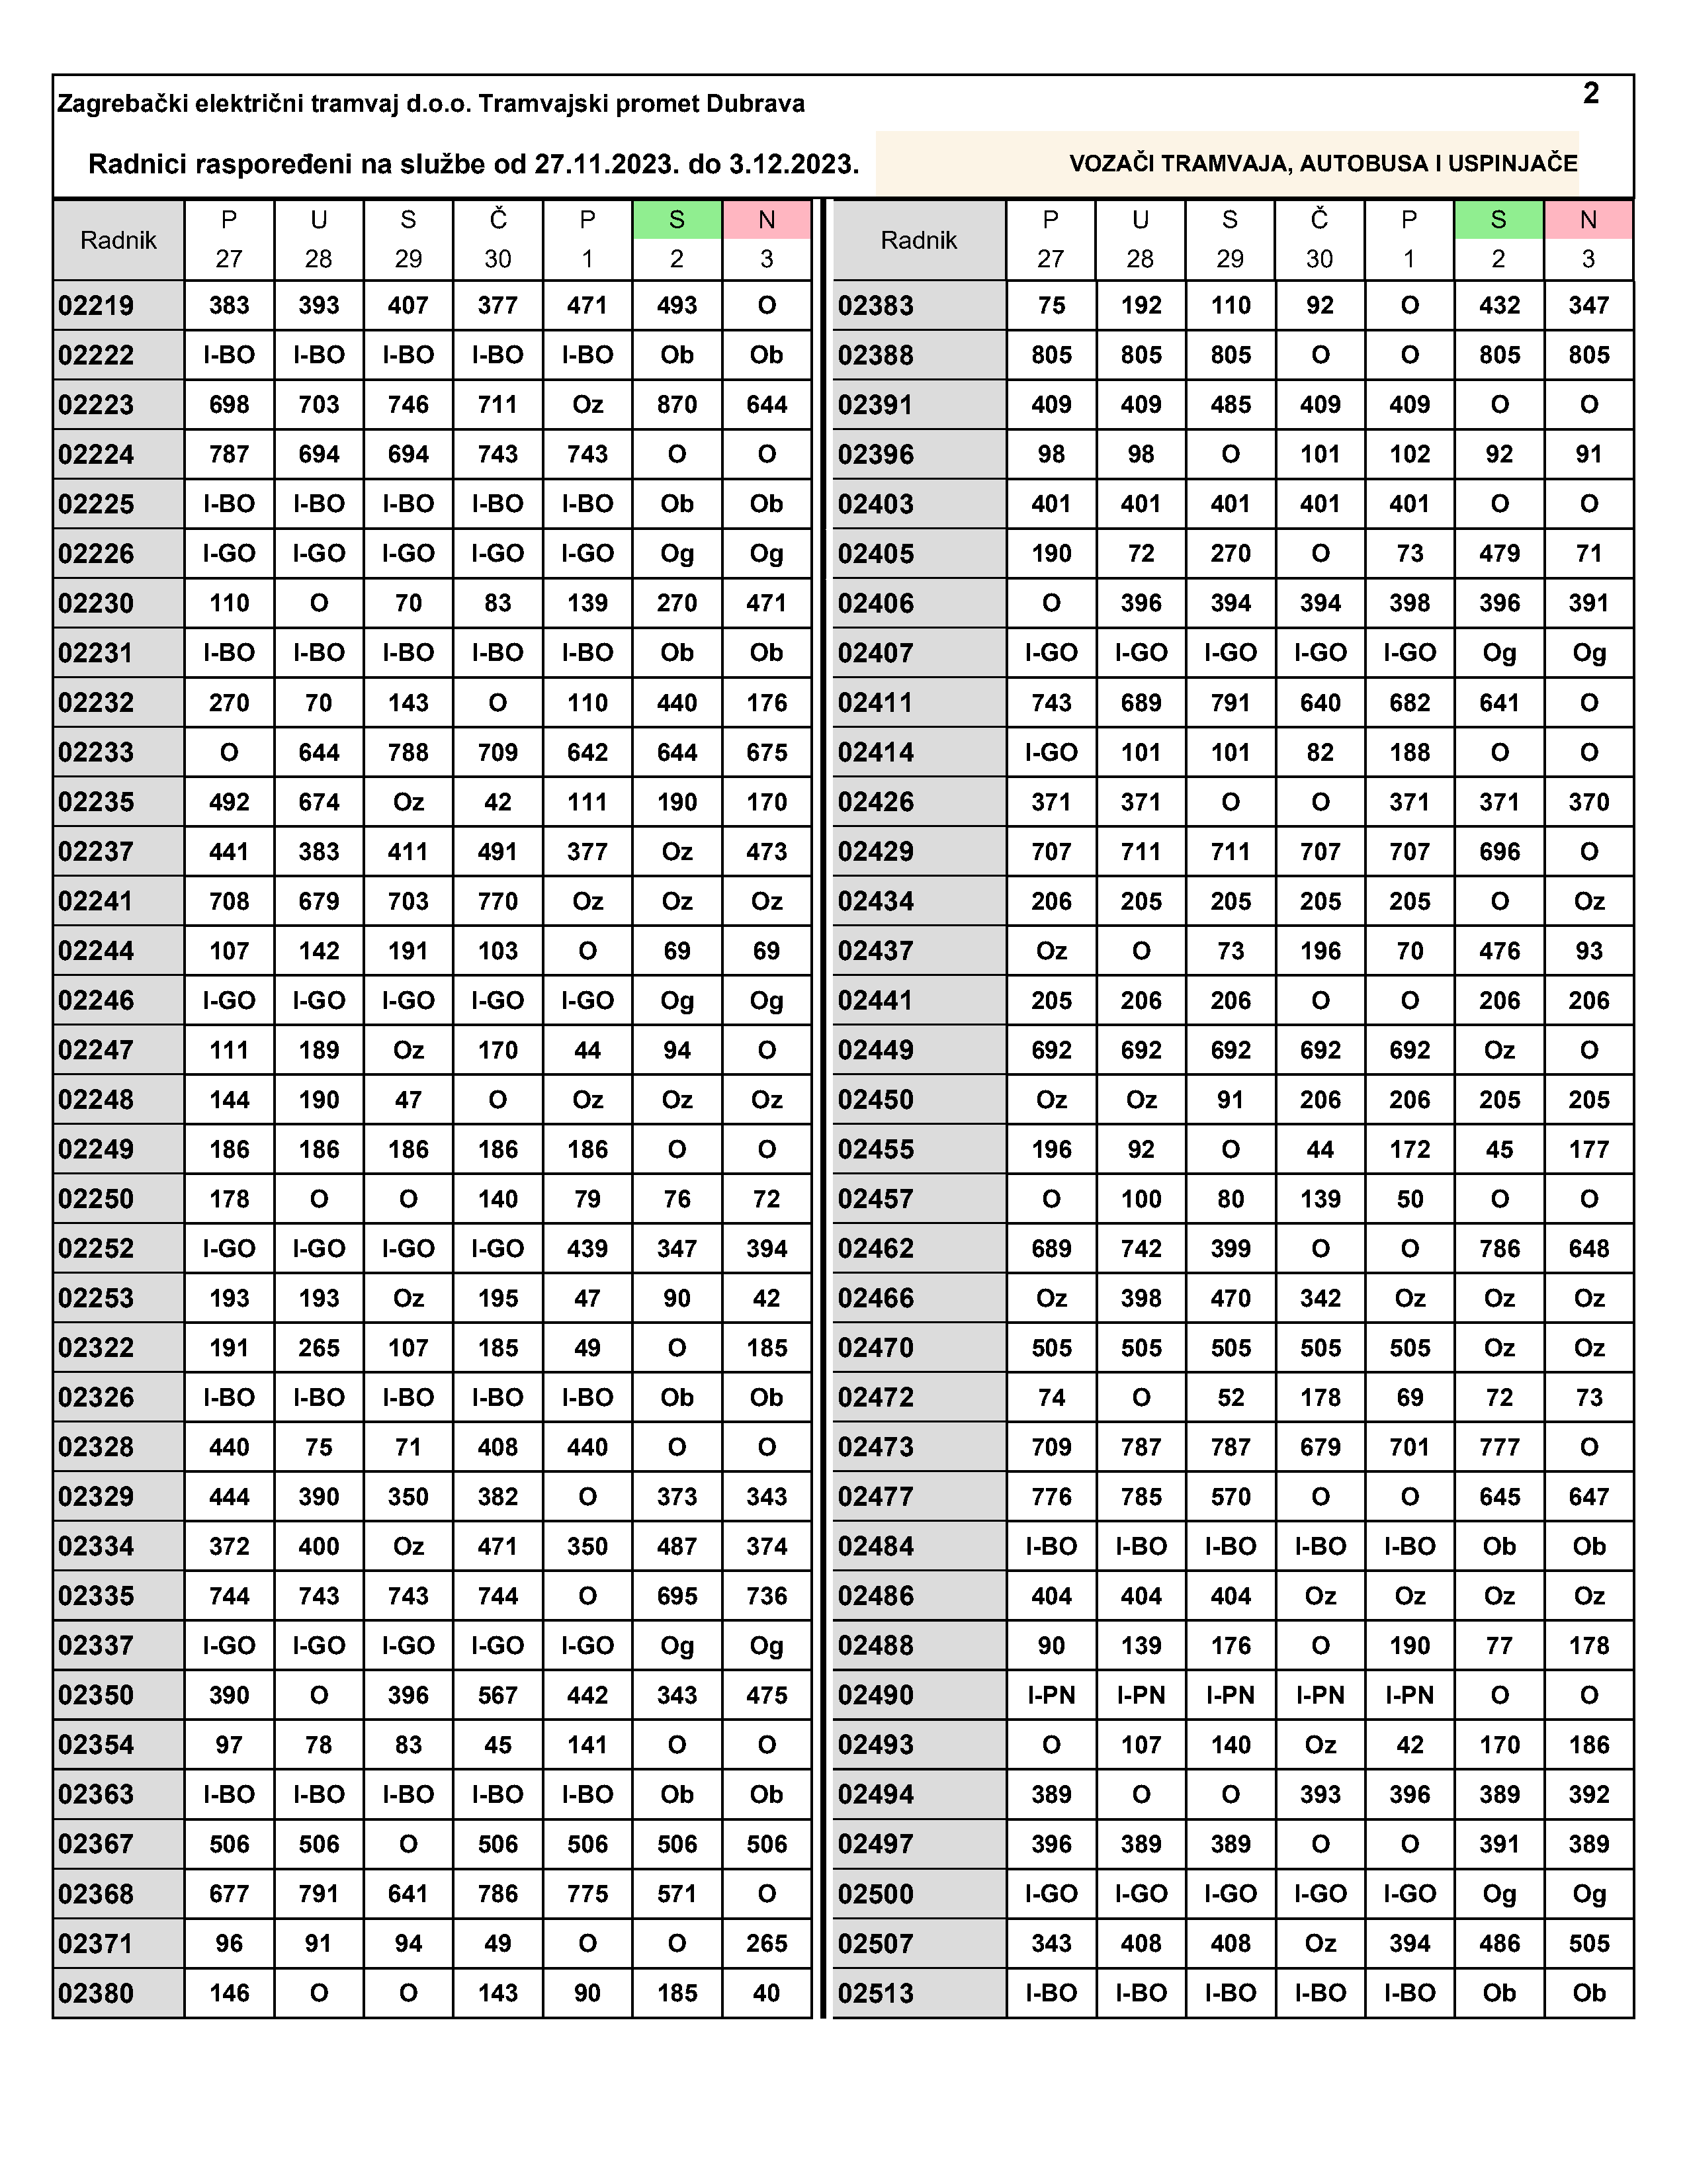 2
Zagrebački električni tramvaj d.o.o. Tramvajski promet Dubrava
Radnici raspoređeni na službe od 27.11.2023. do 3.12.2023. VOZAČI TRAMVAJA, AUTOBUSA I USPINJAČE
Radnik P U S Č P S N Radnik P U S Č P S N
27 28 29 30 1 2 3 27 28 29 30 1 2 3
02219 383 393 407 377 471 493 O 02383 75 192 110 92 O 432 347
02222 I-BO I-BO I-BO I-BO I-BO Ob Ob 02388 805 805 805 O O 805 805
02223 698 703 746 711 Oz 870 644 02391 409 409 485 409 409 O O
02224 787 694 694 743 743 O O 02396 98 98 O 101 102 92 91
02225 I-BO I-BO I-BO I-BO I-BO Ob Ob 02403 401 401 401 401 401 O O
02226 I-GO I-GO I-GO I-GO I-GO Og Og 02405 190 72 270 O 73 479 71
02230 110 O 70 83 139 270 471 02406 O 396 394 394 398 396 391
02231 I-BO I-BO I-BO I-BO I-BO Ob Ob 02407 I-GO I-GO I-GO I-GO I-GO Og Og
02232 270 70 143 O 110 440 176 02411 743 689 791 640 682 641 O
02233 O 644 788 709 642 644 675 02414 I-GO 101 101 82 188 O O
02235 492 674 Oz 42 111 190 170 02426 371 371 O O 371 371 370
02237 441 383 411 491 377 Oz 473 02429 707 711 711 707 707 696 O
02241 708 679 703 770 Oz Oz Oz 02434 206 205 205 205 205 O Oz
02244 107 142 191 103 O 69 69 02437 Oz O 73 196 70 476 93
02246 I-GO I-GO I-GO I-GO I-GO Og Og 02441 205 206 206 O O 206 206
02247 111 189 Oz 170 44 94 O 02449 692 692 692 692 692 Oz O
02248 144 190 47 O Oz Oz Oz 02450 Oz Oz 91 206 206 205 205
02249 186 186 186 186 186 O O 02455 196 92 O 44 172 45 177
02250 178 O O 140 79 76 72 02457 O 100 80 139 50 O O
02252 I-GO I-GO I-GO I-GO 439 347 394 02462 689 742 399 O O 786 648
02253 193 193 Oz 195 47 90 42 02466 Oz 398 470 342 Oz Oz Oz
02322 191 265 107 185 49 O 185 02470 505 505 505 505 505 Oz Oz
02326 I-BO I-BO I-BO I-BO I-BO Ob Ob 02472 74 O 52 178 69 72 73
02328 440 75 71 408 440 O O 02473 709 787 787 679 701 777 O
02329 444 390 350 382 O 373 343 02477 776 785 570 O O 645 647
02334 372 400 Oz 471 350 487 374 02484 I-BO I-BO I-BO I-BO I-BO Ob Ob
02335 744 743 743 744 O 695 736 02486 404 404 404 Oz Oz Oz Oz
02337 I-GO I-GO I-GO I-GO I-GO Og Og 02488 90 139 176 O 190 77 178
02350 390 O 396 567 442 343 475 02490 I-PN I-PN I-PN I-PN I-PN O O
02354 97 78 83 45 141 O O 02493 O 107 140 Oz 42 170 186
02363 I-BO I-BO I-BO I-BO I-BO Ob Ob 02494 389 O O 393 396 389 392
02367 506 506 O 506 506 506 506 02497 396 389 389 O O 391 389
02368 677 791 641 786 775 571 O 02500 I-GO I-GO I-GO I-GO I-GO Og Og
02371 96 91 94 49 O O 265 02507 343 408 408 Oz 394 486 505
02380 146 O O 143 90 185 40 02513 I-BO I-BO I-BO I-BO I-BO Ob Ob